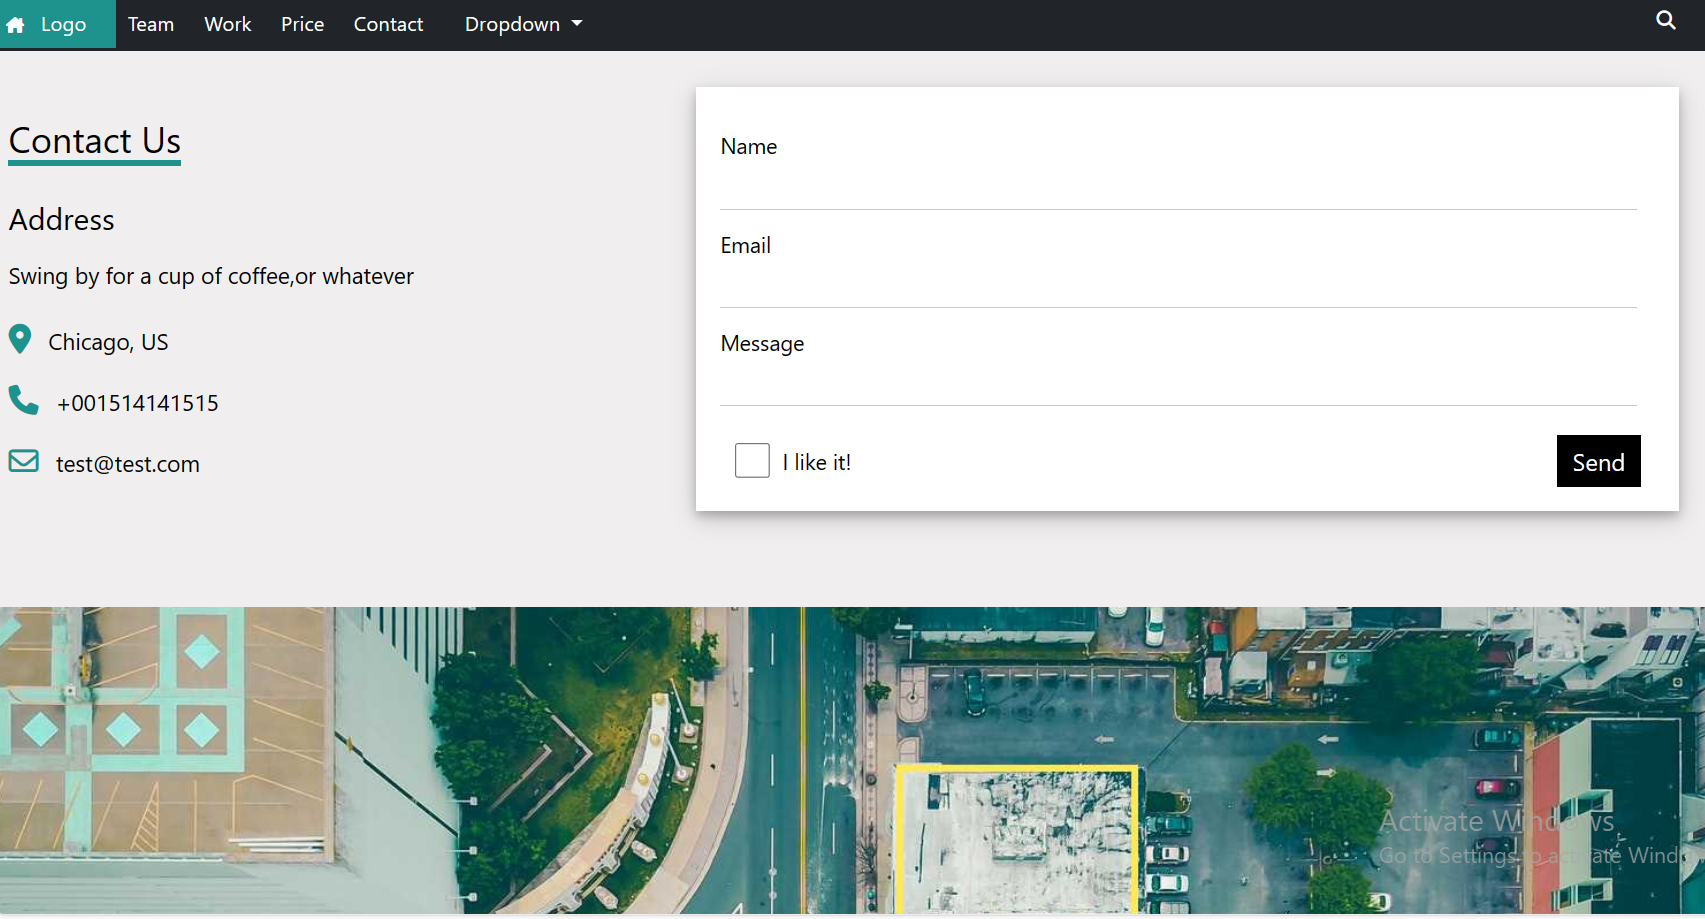 Logo Team Work Price Contact Dropdown
Contact Us
Address
Swing by for a cup of coffee,or whatever
Chicago, US
+001514141515
test@test.com
Name
Email
Message
I like it!
Send
Activate Windows
Go to Settings to activate Wind